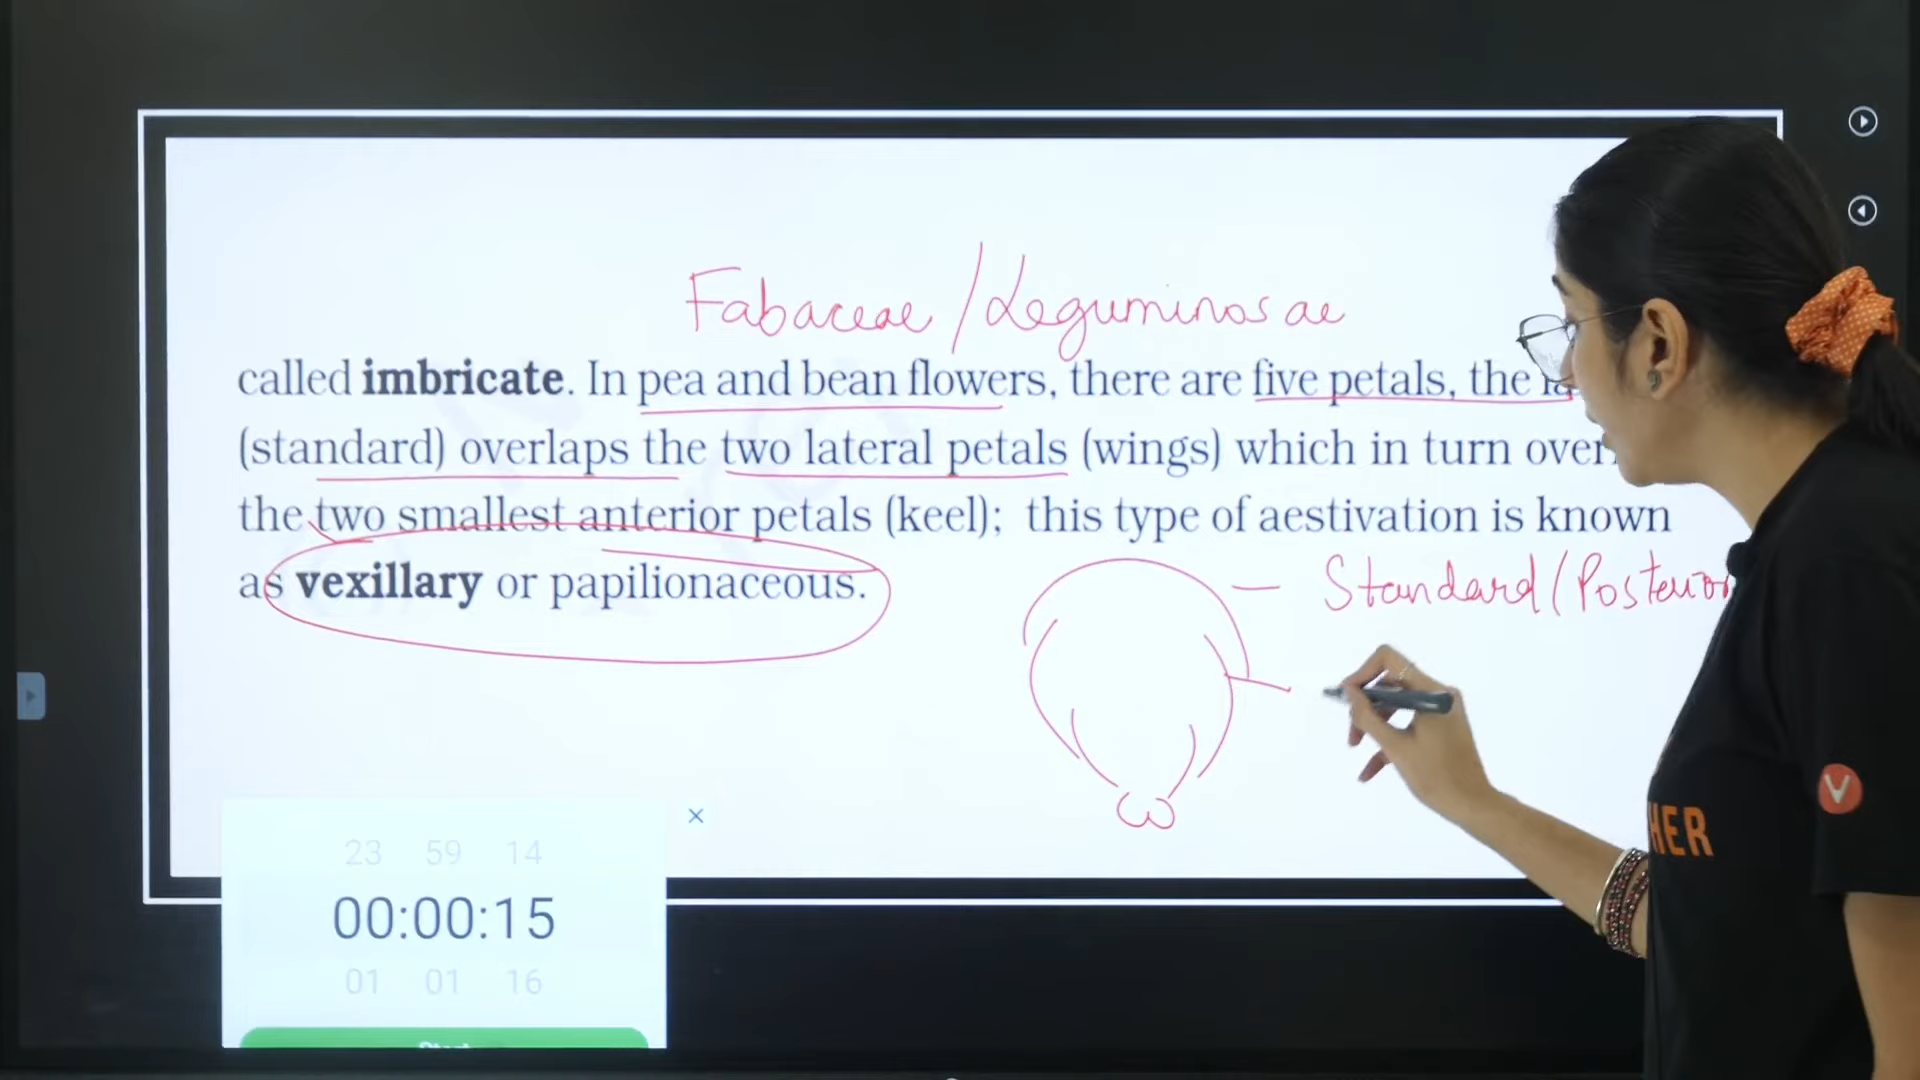 Fabaceae / Leguminosae
called imbricate. In pea and bean flowers, there are five petals, the
(standard) overlaps the two lateral petals (wings) which in turn
the two smallest anterior petals (keel); this type of aestivation is known
as vexillary or papilionaceous.
Standard/(Posterior
23 59 14
00:00:15
01 01 16
HER
V